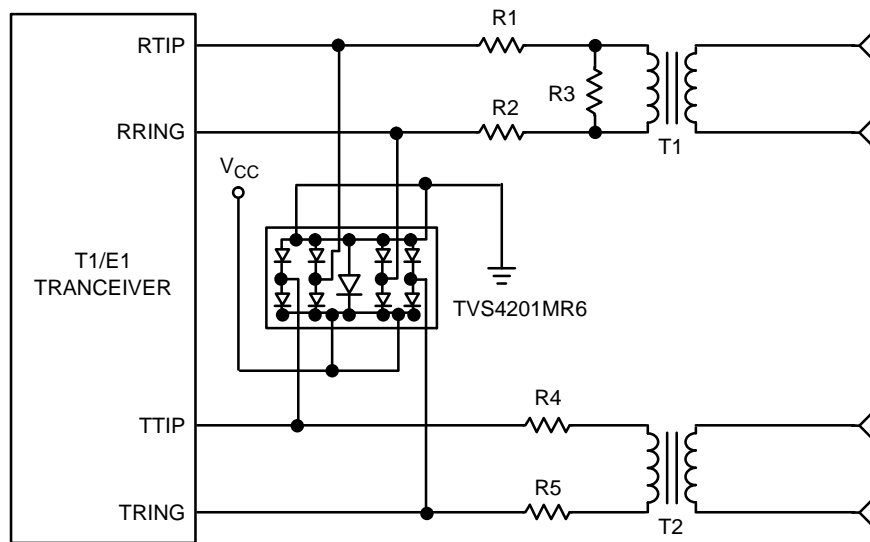 R1
RTIP
R3
R2
RRING
T1
VCC
T1/E1
TRANCEIVER
TVS4201MR6
R4
TTIP
R5
TRING
T2